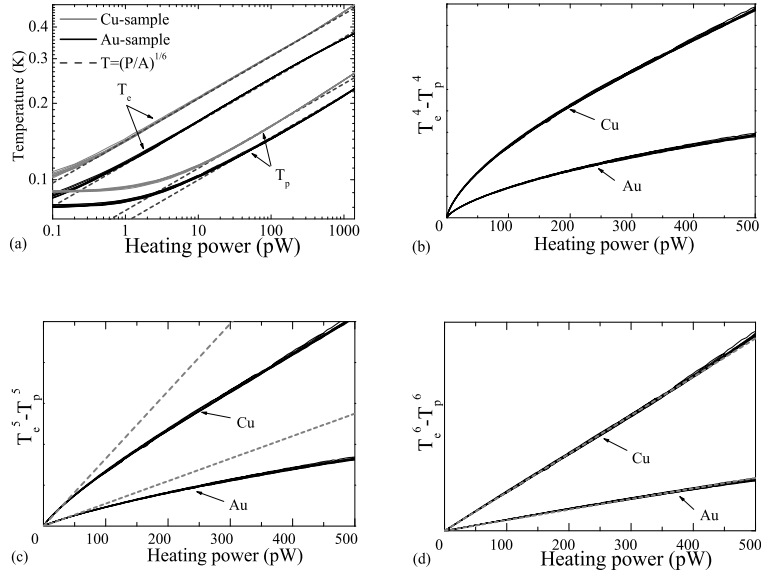 Cu-sample
Au-sample
T=(P/A)^1/6
Temperature (K)
0.4
0.2
0.1
T_e
T_p
0.1 1 10 100 1000
Heating power (pW)
(a)
T_e^4-T_p^4
Cu
Au
0 100 200 300 400 500
Heating power (pW)
(b)
T_e^5-T_p^5
Cu
Au
0 100 200 300 400 500
Heating power (pW)
(c)
T_e^6-T_p^6
Cu
Au
0 100 200 300 400 500
Heating power (pW)
(d)